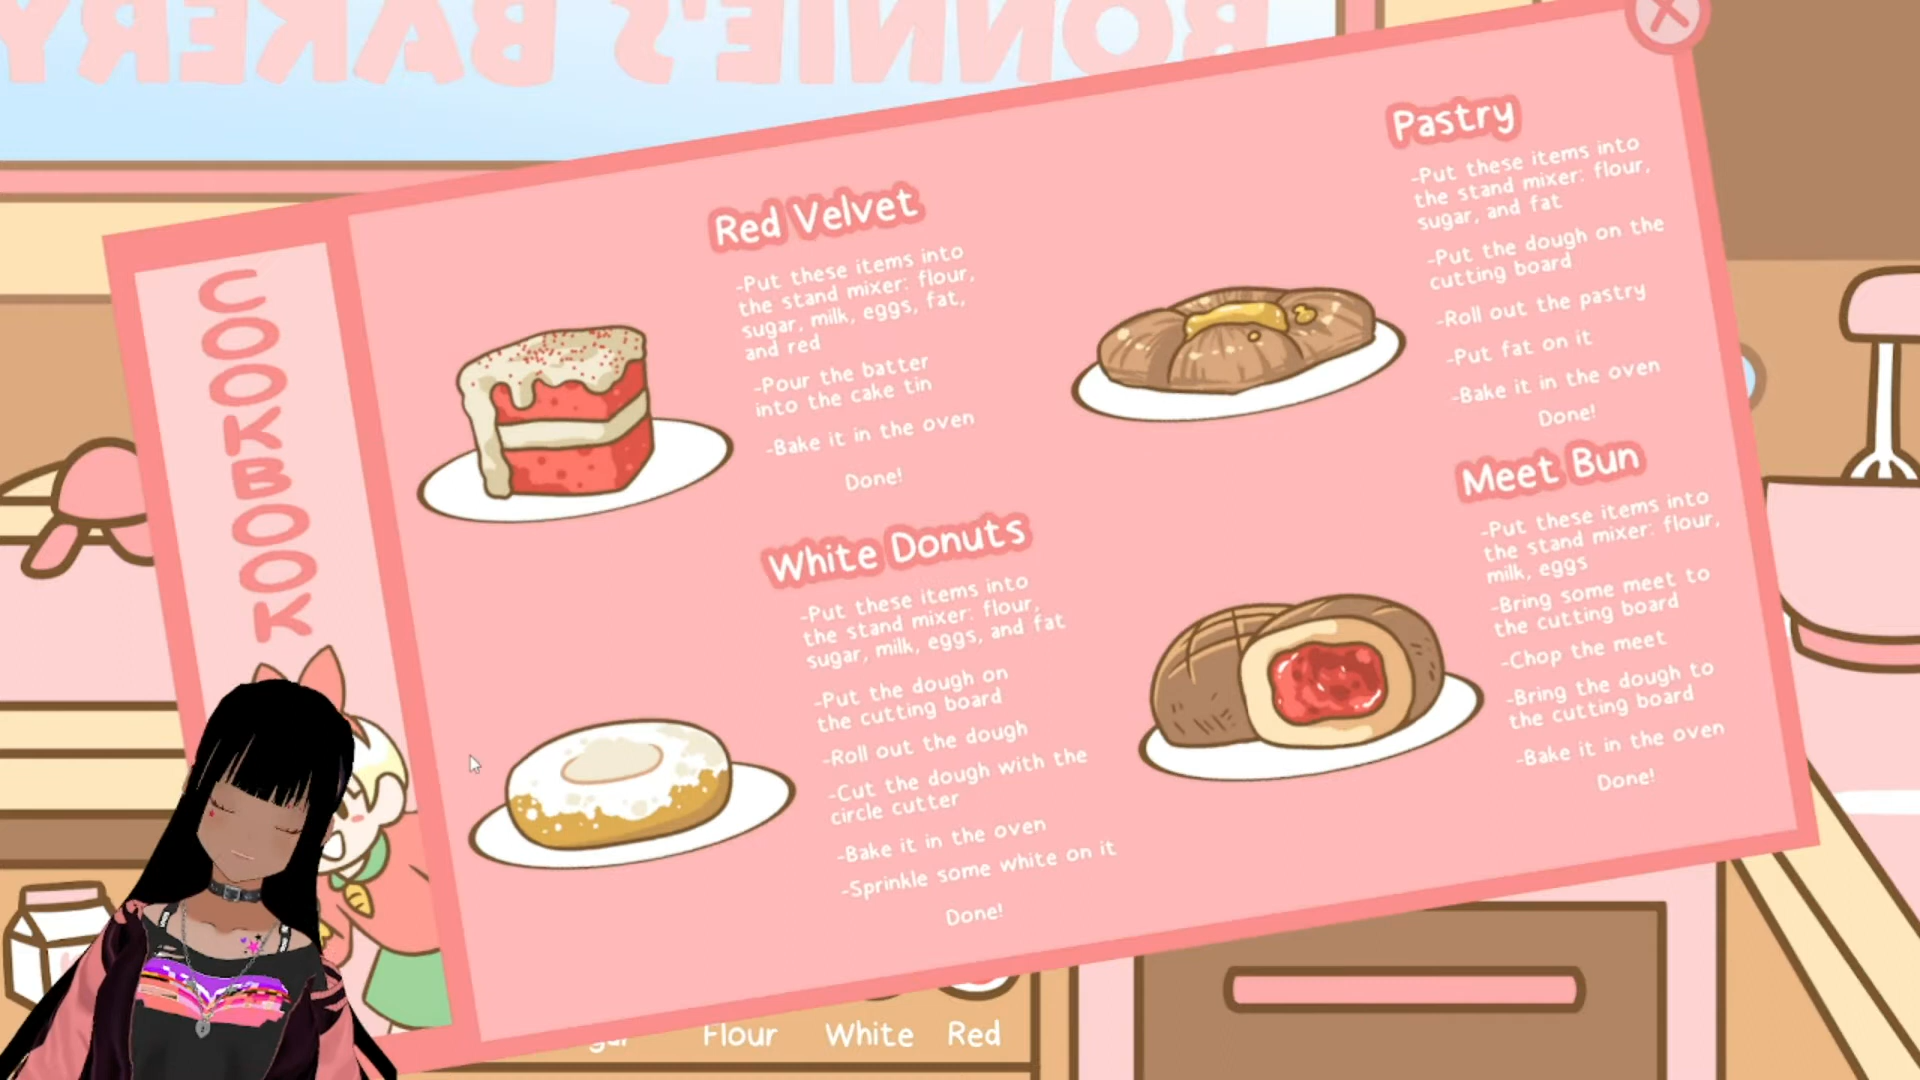 BONNIE'S BAKERY
COOKBOOK
Red Velvet
-Put these items into
the stand mixer: flour,
sugar, milk, eggs, fat,
and red
-Pour the batter
into the cake tin
-Bake it in the oven
Done!
White Donuts
-Put these items into
the stand mixer: flour,
sugar, milk, eggs, and fat
-Put the dough on
the cutting board
-Roll out the dough
-Cut the dough with the
circle cutter
-Bake it in the oven
-Sprinkle some white on it
Done!
Pastry
-Put these items into
the stand mixer: flour,
sugar, and fat
-Put the dough on the
cutting board
-Roll out the pastry
-Put fat on it
-Bake it in the oven
Done!
Meet Bun
-Put these items into
the stand mixer: flour,
milk, eggs
-Bring some meet to
the cutting board
-Chop the meet
-Bring the dough to
the cutting board
-Bake it in the oven
Done!
Flour White Red